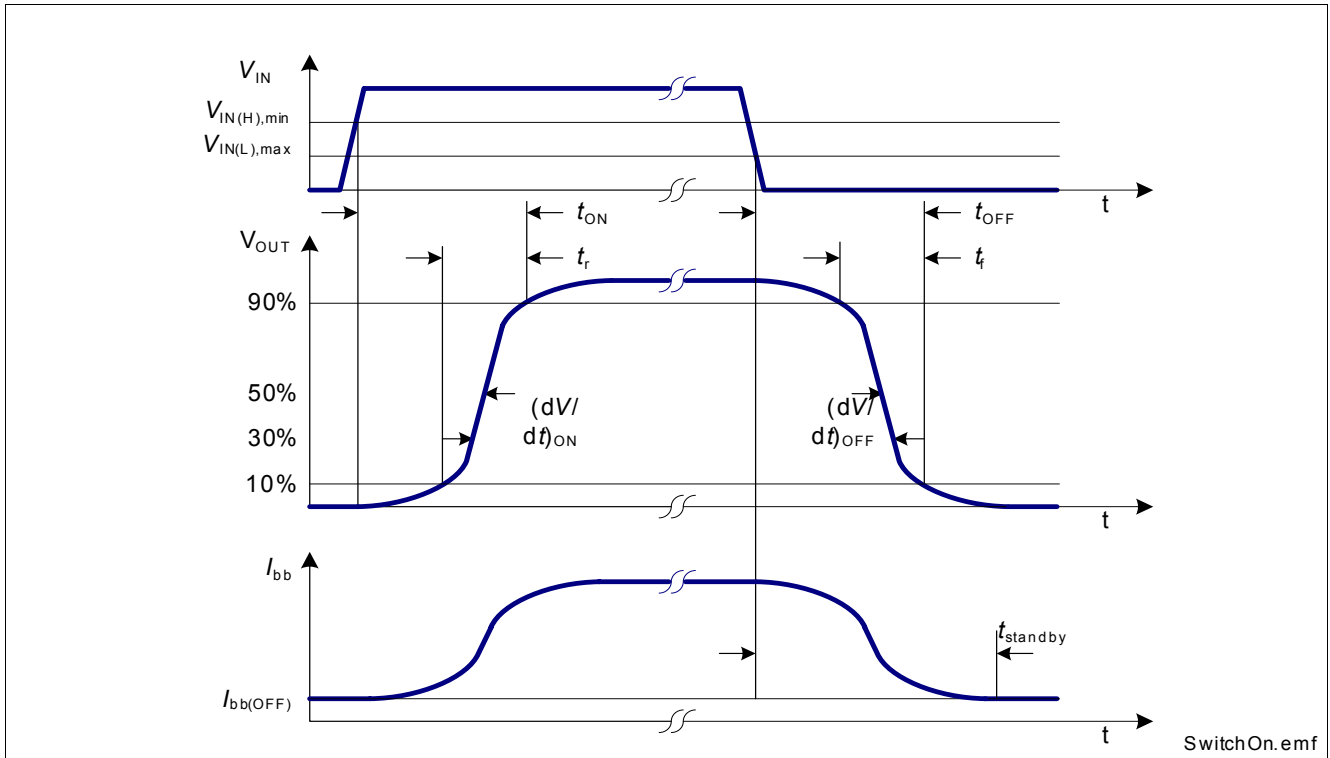 VIN
VIN(H),min
VIN(L),max
t
tON
tOFF
VOUT
tr
tf
90%
50%
(dV/
dt)ON
(dV/
dt)OFF
30%
10%
t
Ibb
tstandby
Ibb(OFF)
t
SwitchOn.emf